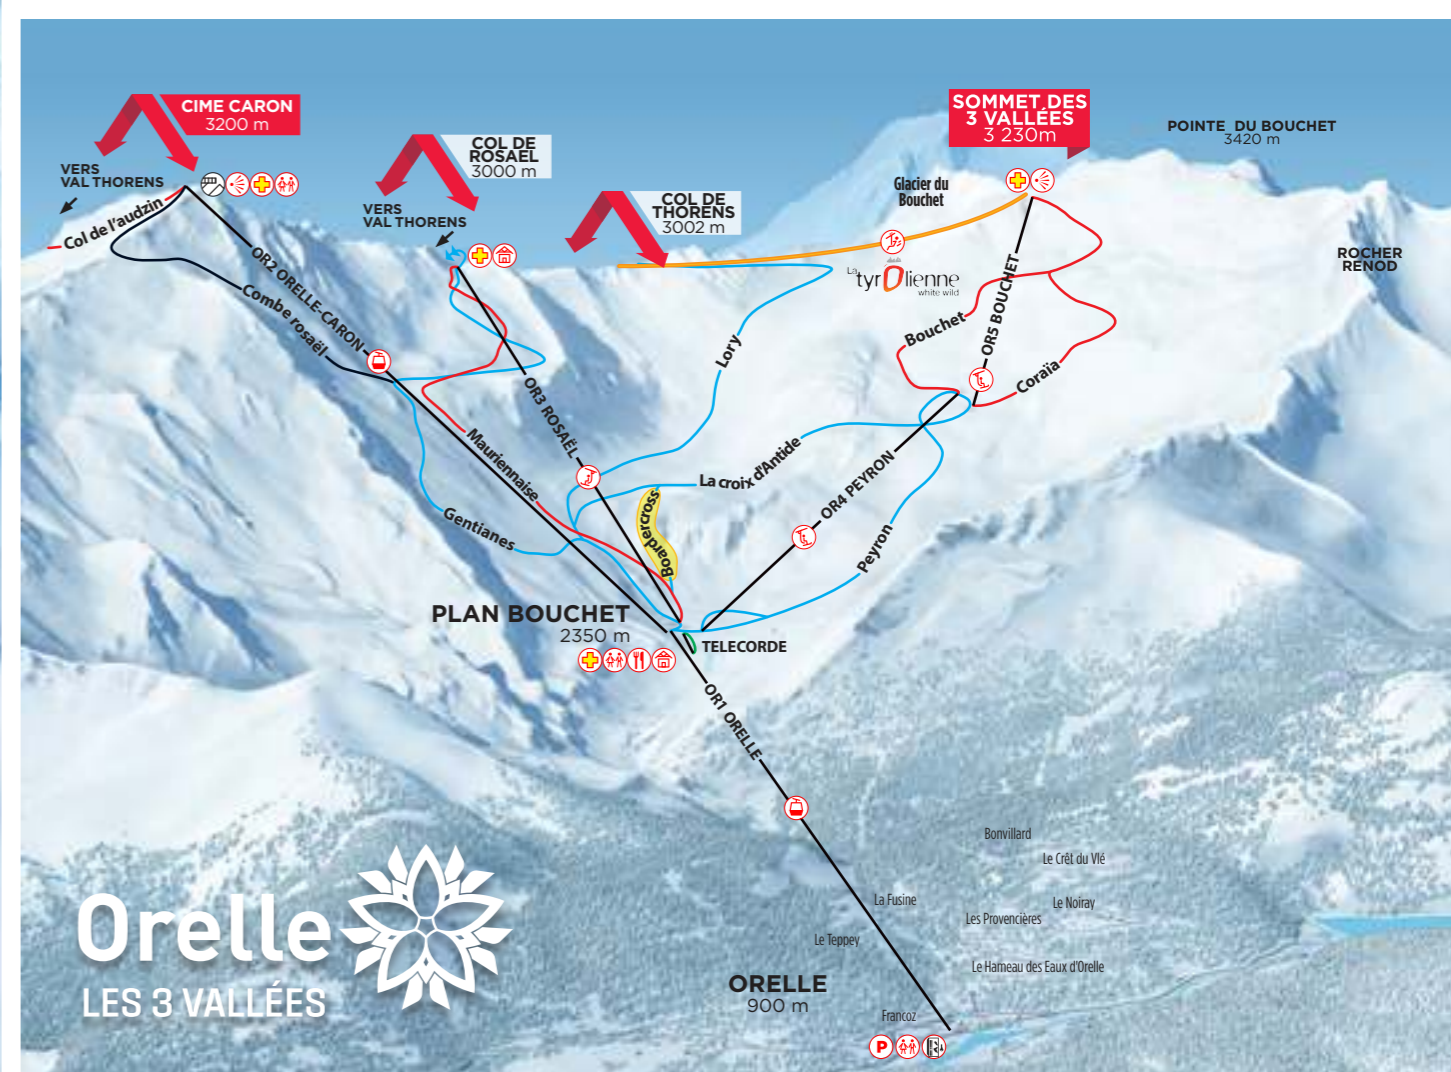 CIME CARON
3200 m
VERS
VAL THORENS
Col de l'audzin
COL DE
ROSAËL
3000 m
VERS
VAL THORENS
COL DE
THORENS
3002 m
Glacier du
Bouchet
SOMMET DES
3 VALLÉES
3 230m
POINTE DU BOUCHET
3420 m
ROCHER
RENOD
La
tyrOlienne
white wild
OR2 ORELLE-CARON
Combe rosaël
OR3 ROSAËL
Lory
Bouchet
OR5 BOUCHET
Coraïa
Mauriennaise
Gentianes
La croix d'Antide
Boardercross
OR4 PEYRON
Peyron
PLAN BOUCHET
2350 m
TELECORDE
OR1 ORELLE
Bonvillard
Le Crêt du Vlé
La Fusine
Le Noiray
Les Provencières
Le Teppey
Le Hameau des Eaux d'Orelle
ORELLE
900 m
Francoz
P
Orelle
LES 3 VALLÉES